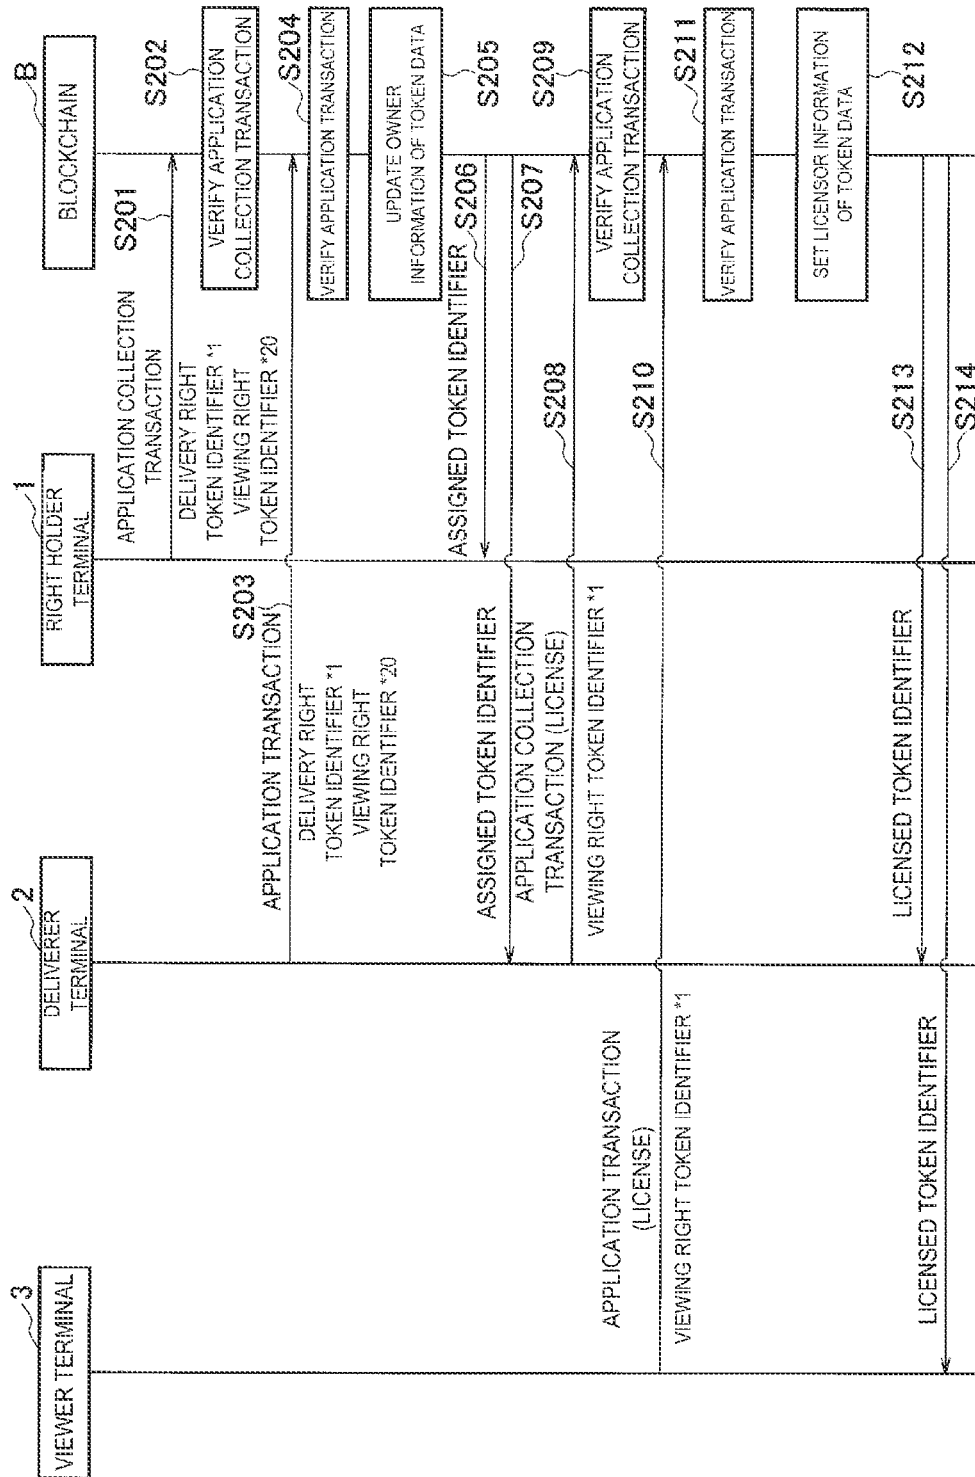 3
VIEWER TERMINAL
2
DELIVERER
TERMINAL
1
RIGHT HOLDER
TERMINAL
B
BLOCKCHAIN
APPLICATION COLLECTION
TRANSACTION
S201
DELIVERY RIGHT
TOKEN IDENTIFIER *1
VIEWING RIGHT
TOKEN IDENTIFIER *20
S202
VERIFY APPLICATION
COLLECTION TRANSACTION
APPLICATION TRANSACTION
S203
DELIVERY RIGHT
TOKEN IDENTIFIER *1
VIEWING RIGHT
TOKEN IDENTIFIER *20
S204
VERIFY APPLICATION TRANSACTION
UPDATE OWNER
INFORMATION OF TOKEN DATA
S205
ASSIGNED TOKEN IDENTIFIER
S206
ASSIGNED TOKEN IDENTIFIER
S207
APPLICATION COLLECTION
TRANSACTION (LICENSE)
S208
VIEWING RIGHT TOKEN IDENTIFIER *1
S209
VERIFY APPLICATION
COLLECTION TRANSACTION
APPLICATION TRANSACTION
(LICENSE)
S210
VIEWING RIGHT TOKEN IDENTIFIER *1
S211
VERIFY APPLICATION TRANSACTION
SET LICENSOR INFORMATION
OF TOKEN DATA
S212
LICENSED TOKEN IDENTIFIER
S213
LICENSED TOKEN IDENTIFIER
S214